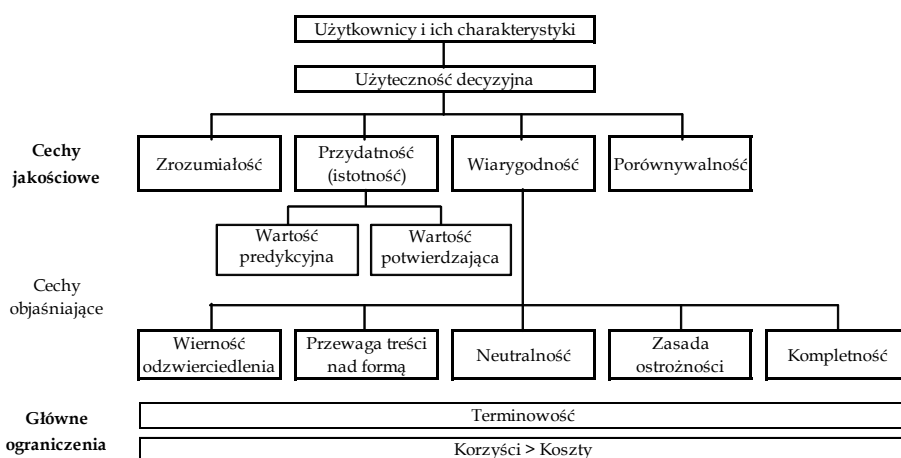 Użytkownicy i ich charakterystyki
Użyteczność decyzyjna
Cechy
jakościowe
Zrozumiałość
Przydatność
(istotność)
Wiarygodność
Porównywalność
Wartość
predykcyjna
Wartość
potwierdzająca
Cechy
objaśniające
Wierność
odzwierciedlenia
Przewaga treści
nad formą
Neutralność
Zasada
ostrożności
Kompletność
Główne
ograniczenia
Terminowość
Korzyści > Koszty